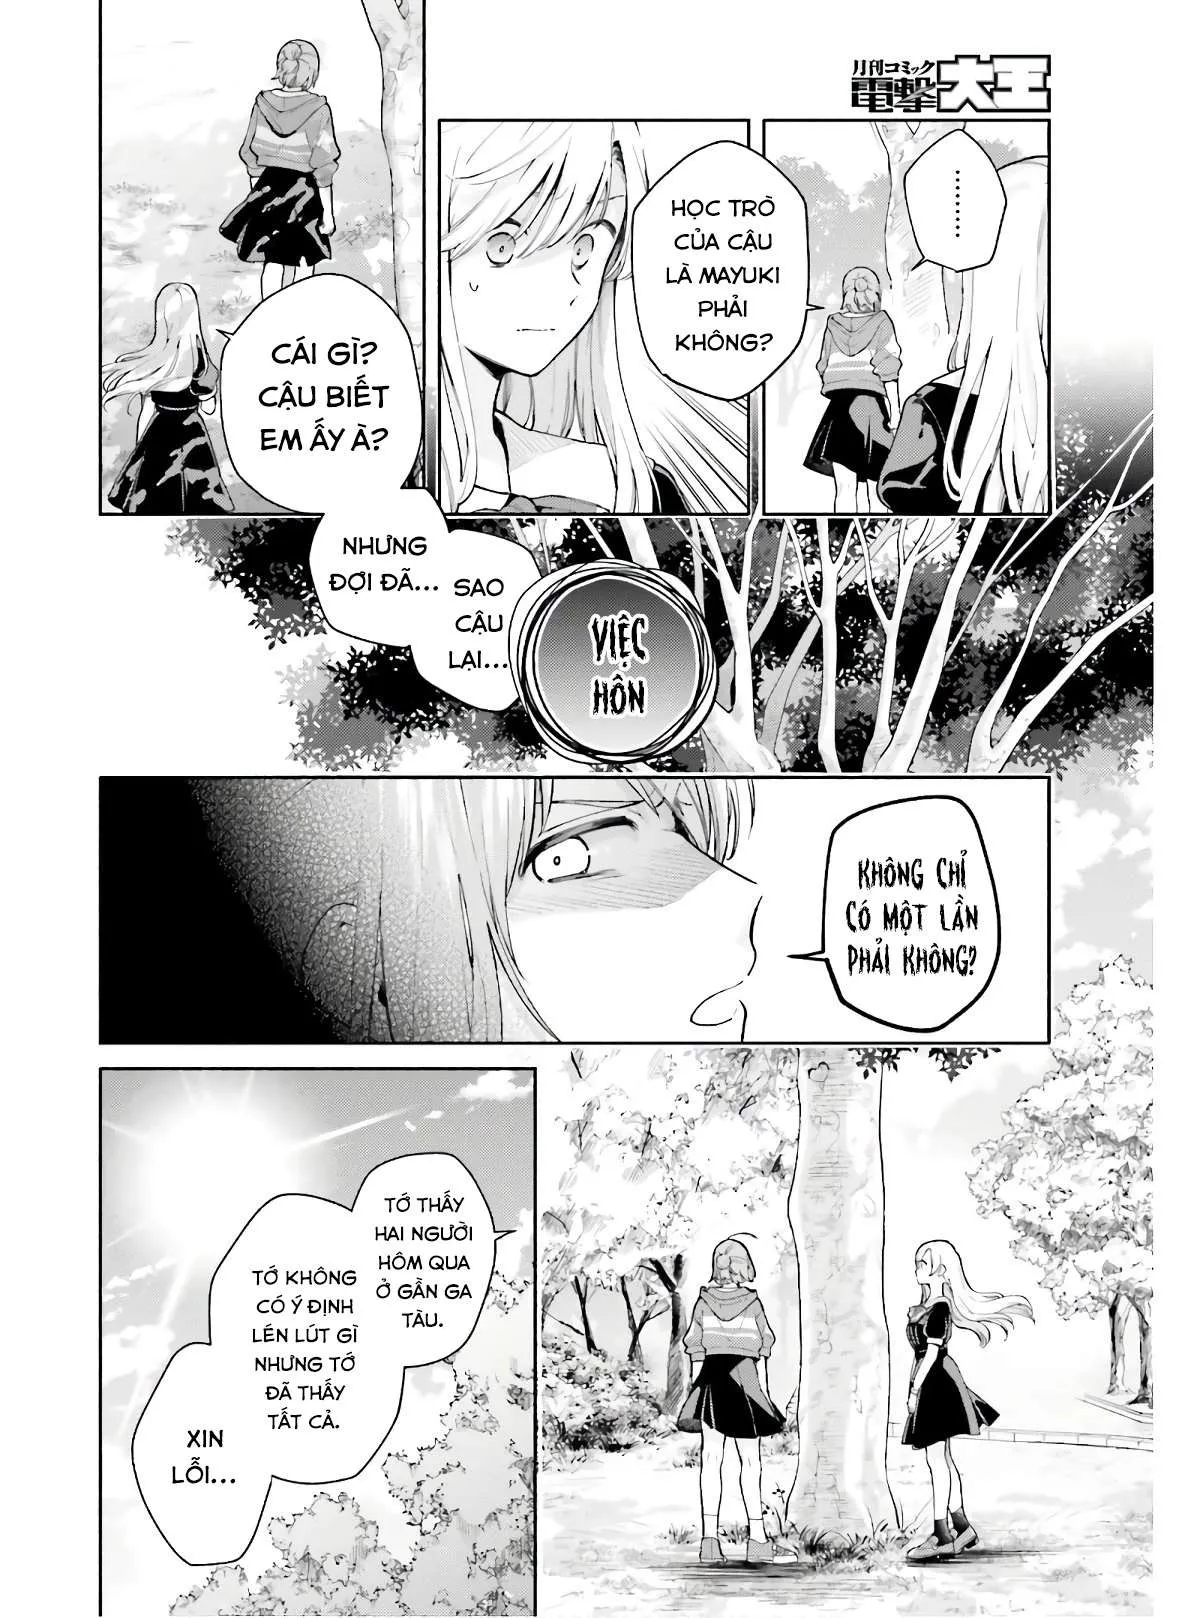 月刊コミック
電撃大王
………
HỌC TRÒ
CỦA CẬU
LÀ MAYUKI
PHẢI
KHÔNG?
CÁI GÌ?
CẬU BIẾT
EM ẤY À?
NHƯNG
ĐỢI ĐÃ...
SAO
CẬU
LẠI...
VIỆC
HÔN
KHÔNG CHỈ
CÓ MỘT LẦN
PHẢI KHÔNG?
TỚ THẤY
HAI NGƯỜI
HÔM QUA
Ở GẦN GA
TÀU.
TỚ KHÔNG
CÓ Ý ĐỊNH
LÉN LÚT GÌ
NHƯNG TỚ
ĐÃ THẤY
TẤT CẢ.
XIN
LỖI...